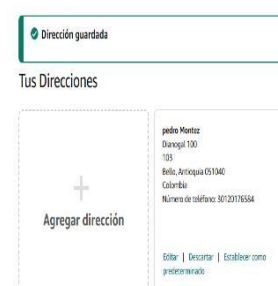 Dirección guardada
Tus Direcciones
Agregar dirección
pedro Montez
Dianogal 100
103
Bello, Antioquia 051040
Colombia
Número de teléfono: 30120176584
Editar | Descartar | Establecer como
predeterminado